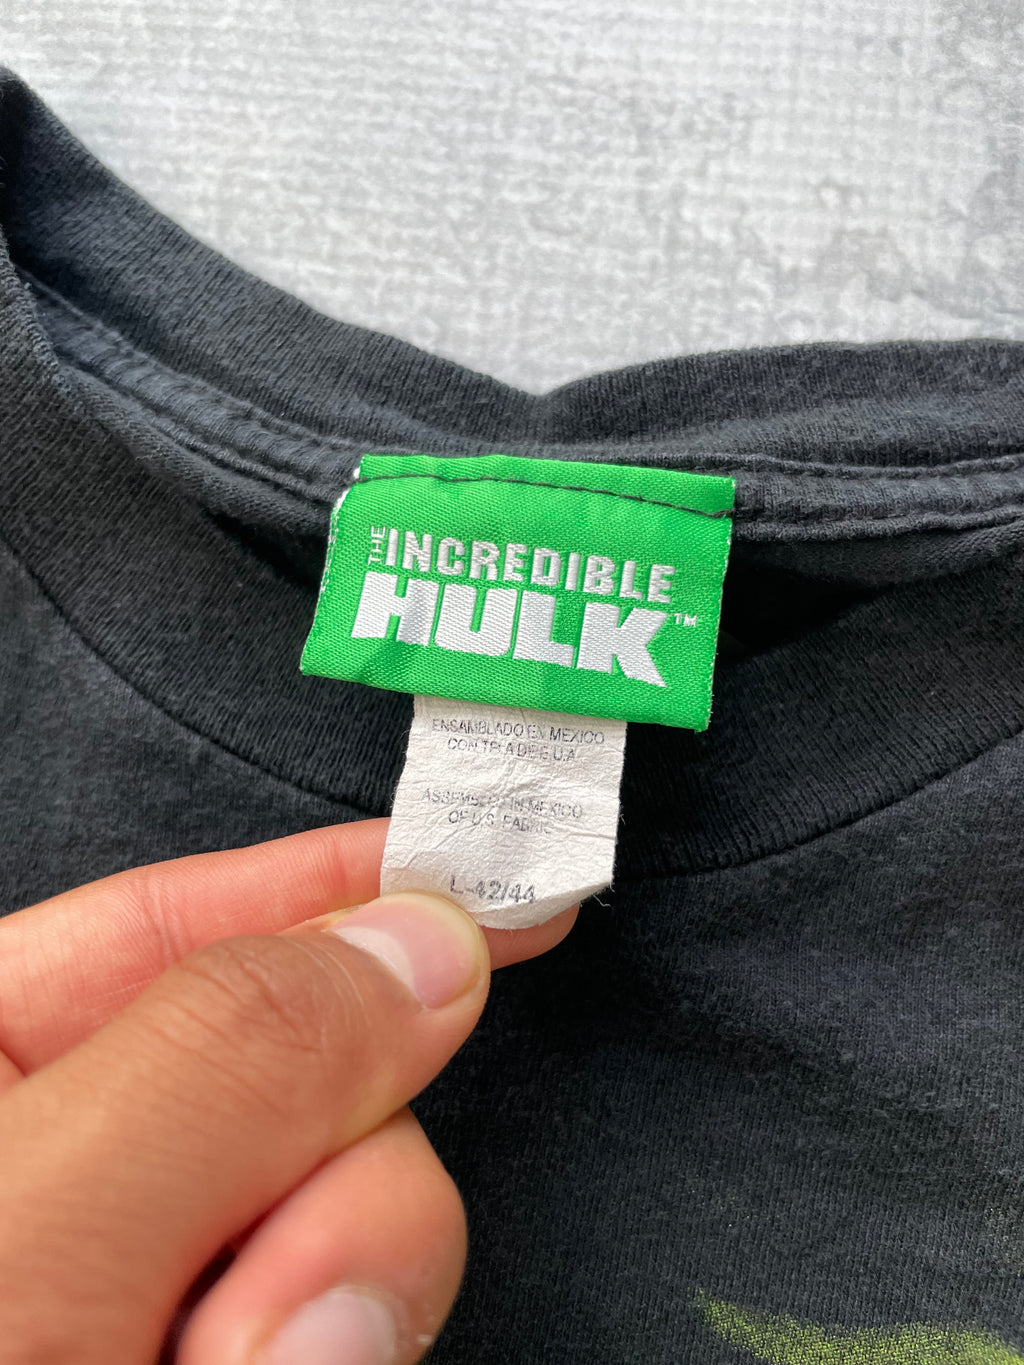 THE INCREDIBLE
HULK™
ENSAMBLADO EN MEXICO
CON TELA DE E.U.A.
ASSEMBLED IN MEXICO
OF U.S. FABRIC
L-42/44